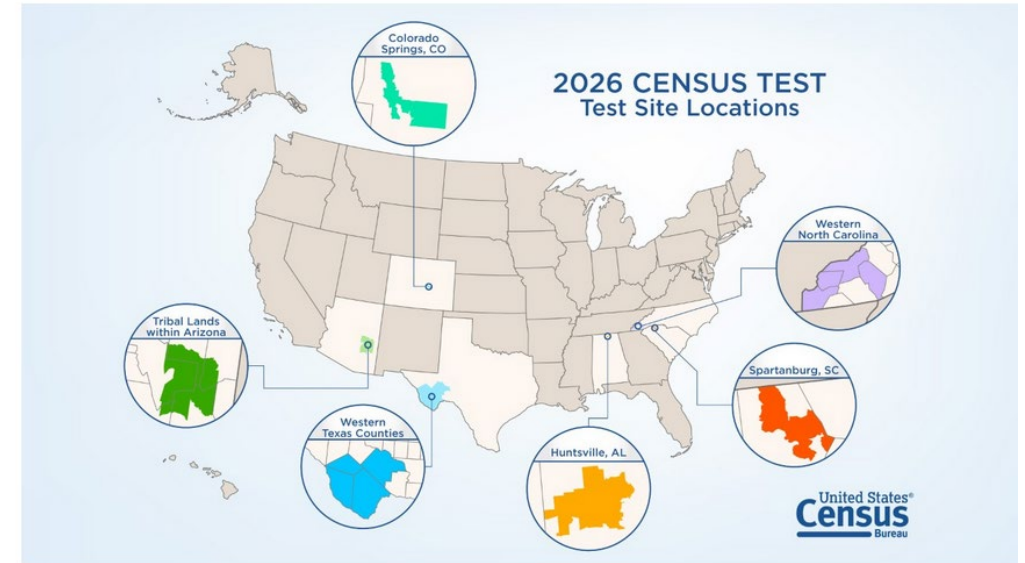 Colorado
Springs, CO
2026 CENSUS TEST
Test Site Locations
Western
North Carolina
Tribal Lands
within Arizona
Spartanburg, SC
Western
Texas Counties
Huntsville, AL
United States®
Census
Bureau